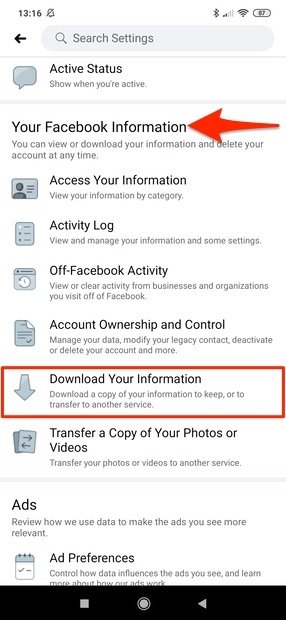 13:16
87
Search Settings
Active Status
Show when you're active.
Your Facebook Information
You can view or download your information and delete your
account at any time.
Access Your Information
View your information by category.
Activity Log
View and manage your information and some settings.
Off-Facebook Activity
View or clear activity from businesses and organizations
you visit off of Facebook.
Account Ownership and Control
Manage your data, modify your legacy contact, deactivate
or delete your account and more.
Download Your Information
Download a copy of your information to keep, or to
transfer to another service.
Transfer a Copy of Your Photos or
Videos
Transfer your photos or videos to another service.
Ads
Review how we use data to make the ads you see more
relevant.
Ad Preferences
Control how data influences the ads you see, and learn
more about how our ads work.